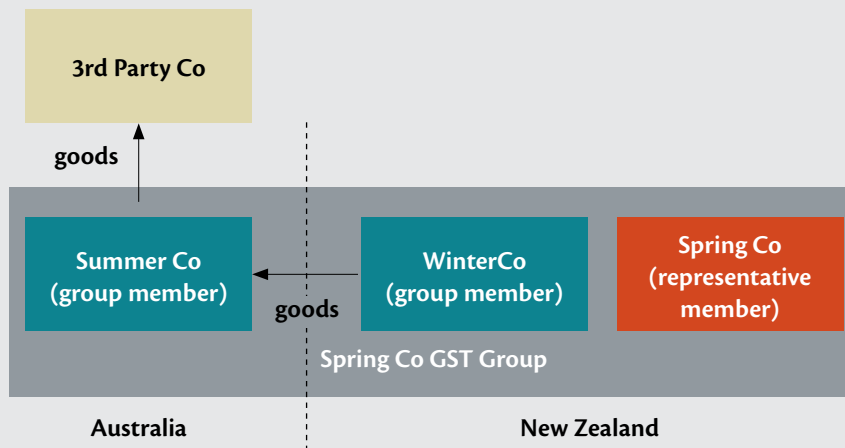 3rd Party Co
goods
Summer Co
(group member)
WinterCo
(group member)
Spring Co
(representative
member)
goods
Spring Co GST Group
Australia
New Zealand